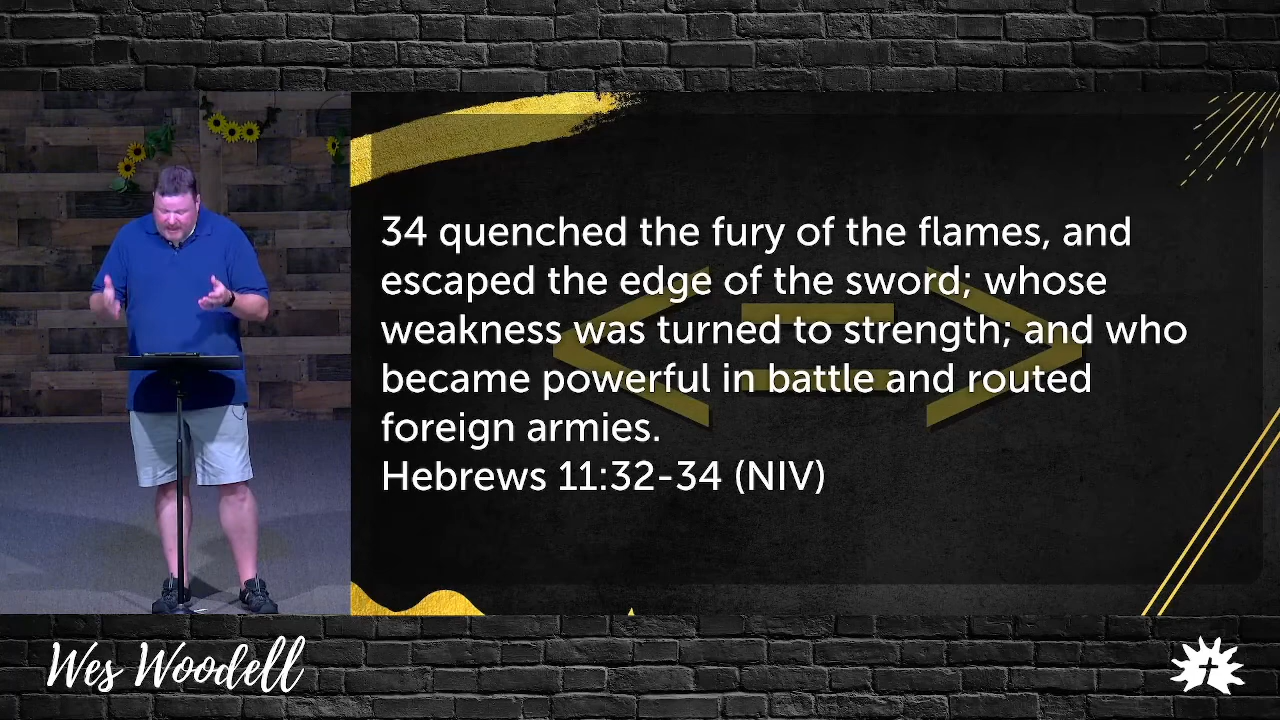 34 quenched the fury of the flames, and
escaped the edge of the sword; whose
weakness was turned to strength; and who
became powerful in battle and routed
foreign armies.
Hebrews 11:32-34 (NIV)
Wes Woodell